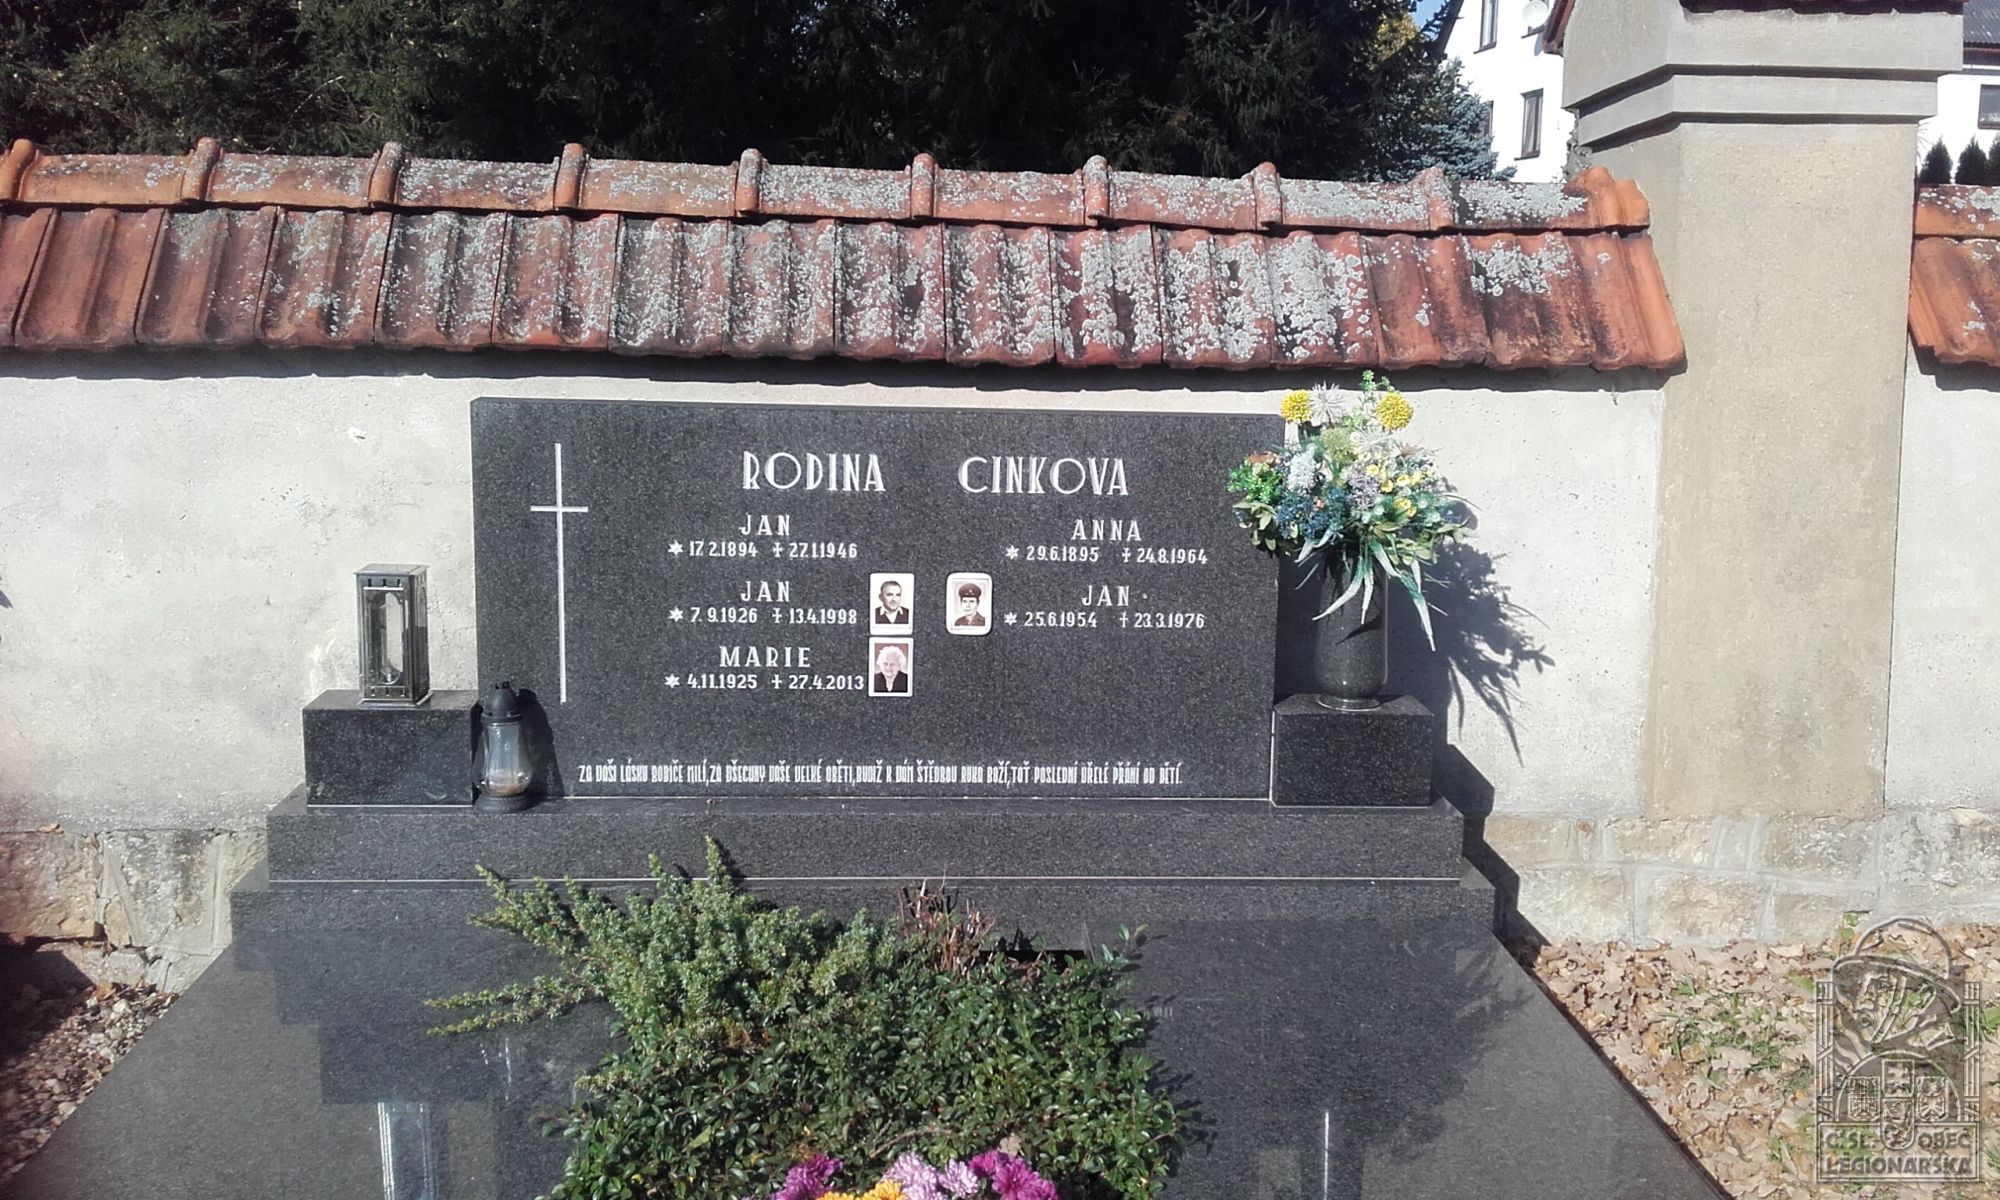 RODINA CINKOVA
JAN
✶ 17.2.1894 ✝ 27.1.1946
ANNA
✶ 29.6.1895 ✝ 24.8.1964
JAN
✶ 7.9.1926 ✝ 13.4.1998
JAN
✶ 25.6.1954 ✝ 23.3.1976
MARIE
✶ 4.11.1925 ✝ 27.4.2013
ZA VAŠI LÁSKU RODIČE MILÍ, ZA VŠECHNY VAŠE VELKÉ OBĚTI, BUDIŽ K VÁM ŠTĚDROU RUKA BOŽÍ, TOŤ POSLEDNÍ VŘELÉ PŘÁNÍ OD DĚTÍ.
ČSL. OBEC
LEGIONÁŘSKÁ